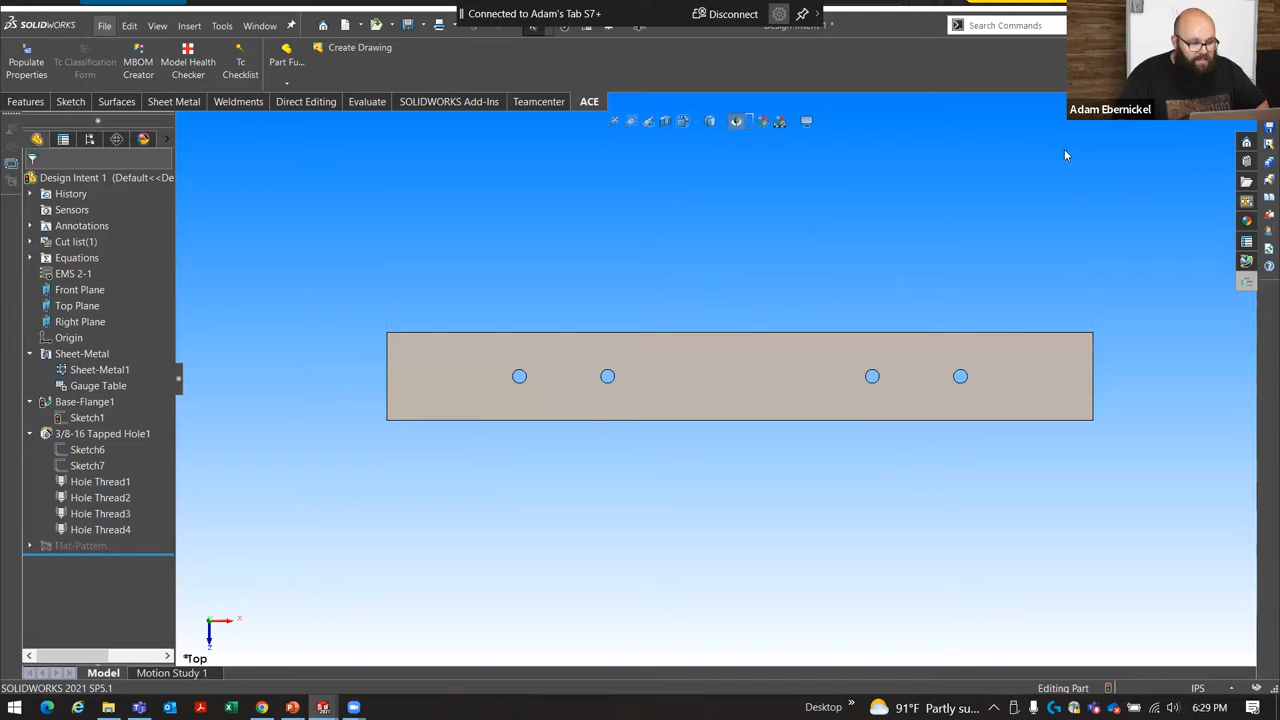 Connected to Adam's Tab S7+
Disconnect
SOLIDWORKS
File Edit View Insert Tools Window
Design Intent 1
Search Commands
Populate Properties
Tc Classification Form
MBOM Creator
Model Health Checker
Tc Checklist
Part Fu...
Create Drawing
Features Sketch Surfaces Sheet Metal Weldments Direct Editing Evaluate SOLIDWORKS Add-Ins Teamcenter ACE
Adam Ebernickel
Design Intent 1 (Default<<De
History
Sensors
Annotations
Cut list(1)
Equations
EMS 2-1
Front Plane
Top Plane
Right Plane
Origin
Sheet-Metal
Sheet-Metal1
Gauge Table
Base-Flange1
Sketch1
3/8-16 Tapped Hole1
Sketch6
Sketch7
Hole Thread1
Hole Thread2
Hole Thread3
Hole Thread4
Flat-Pattern
x
z
*Top
Model Motion Study 1
SOLIDWORKS 2021 SP5.1
Editing Part
IPS
Desktop
91°F Partly su...
6:29 PM